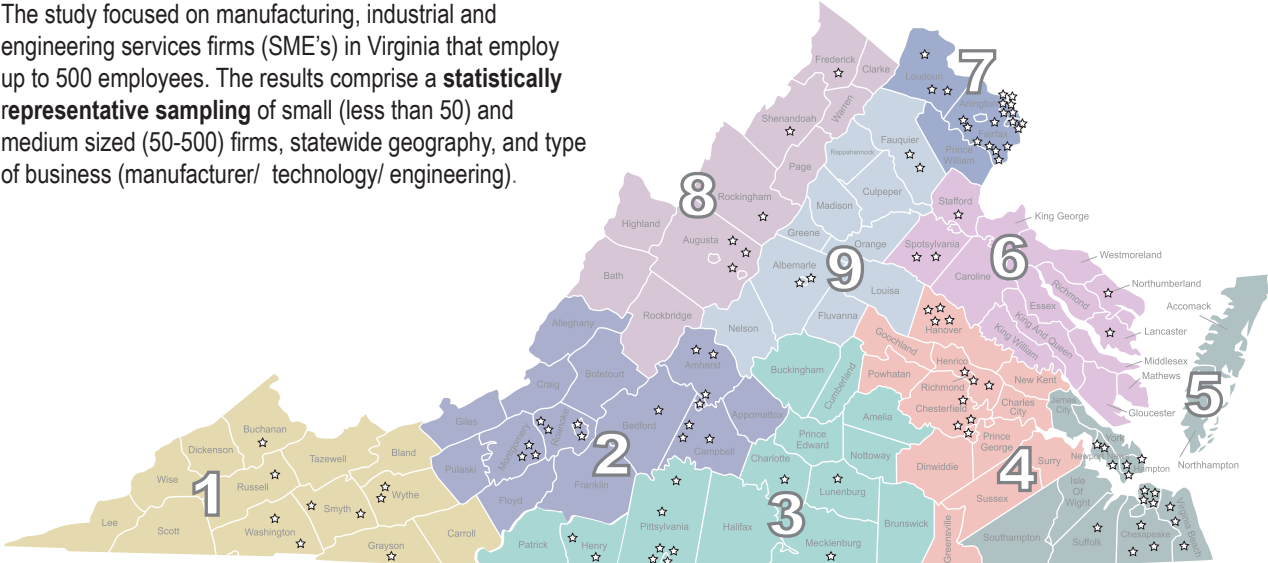 The study focused on manufacturing, industrial and
engineering services firms (SME's) in Virginia that employ
up to 500 employees. The results comprise a statistically
representative sampling of small (less than 50) and
medium sized (50-500) firms, statewide geography, and type
of business (manufacturer/ technology/ engineering).
Frederick
Clarke
Loudoun
7
Warren
Arlington
Shenandoah
Fauquier
Fairfax
Rappahannock
Prince
William
Page
8
Rockingham
Culpeper
Madison
Stafford
King George
Highland
Greene
Augusta
Orange
Spotsylvania
6
Westmoreland
Albemarle
9
Caroline
Bath
Richmond
Northumberland
Louisa
Essex
Accomack
Rockbridge
Fluvanna
King And Queen
Alleghany
Nelson
Hanover
King William
Lancaster
Goochland
Amherst
Henrico
Middlesex
Botetourt
Buckingham
Cumberland
Powhatan
Richmond
New Kent
Mathews
Craig
5
Chesterfield
Charles
City
James
City
Gloucester
Giles
Roanoke
Bedford
Appomattox
Amelia
Buchanan
Montgomery
2
Prince
Edward
Prince
George
York
Dickenson
Tazewell
Bland
Campbell
Nottoway
Newport News
Charlotte
Surry
Pulaski
Dinwiddie
4
Hampton
Northhampton
Wise
1
Russell
Wythe
Franklin
Lunenburg
Isle
Of
Wight
Floyd
Sussex
Smyth
3
Lee
Scott
Washington
Carroll
Pittsylvania
Halifax
Brunswick
Greensville
Virginia Beach
Southampton
Suffolk
Chesapeake
Grayson
Patrick
Henry
Mecklenburg